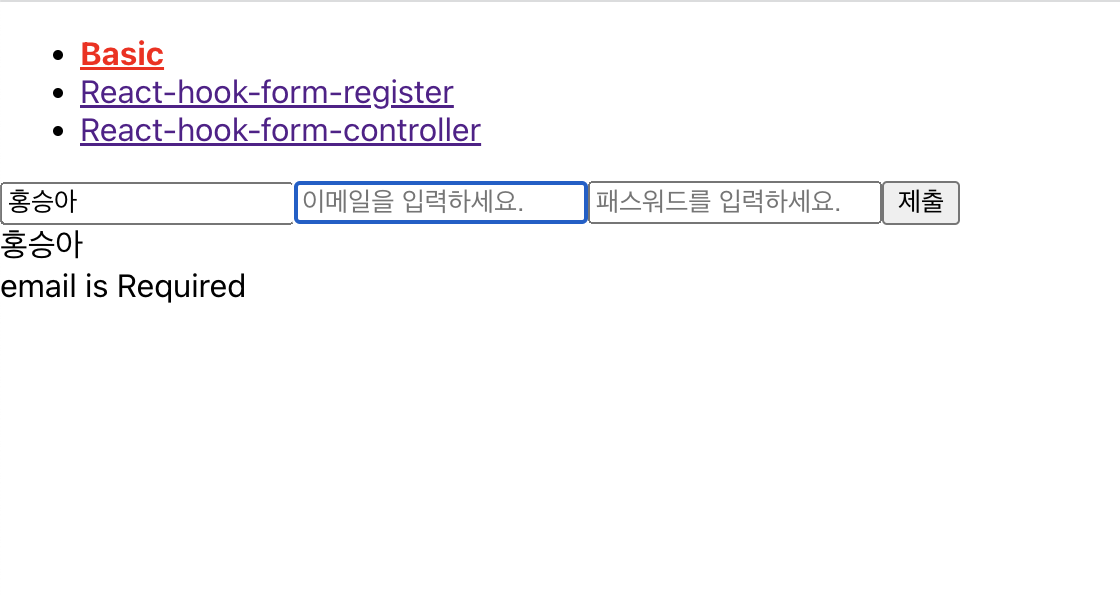 Basic
React-hook-form-register
React-hook-form-controller
홍승아 이메일을 입력하세요. 패스워드를 입력하세요. 제출
홍승아
email is Required